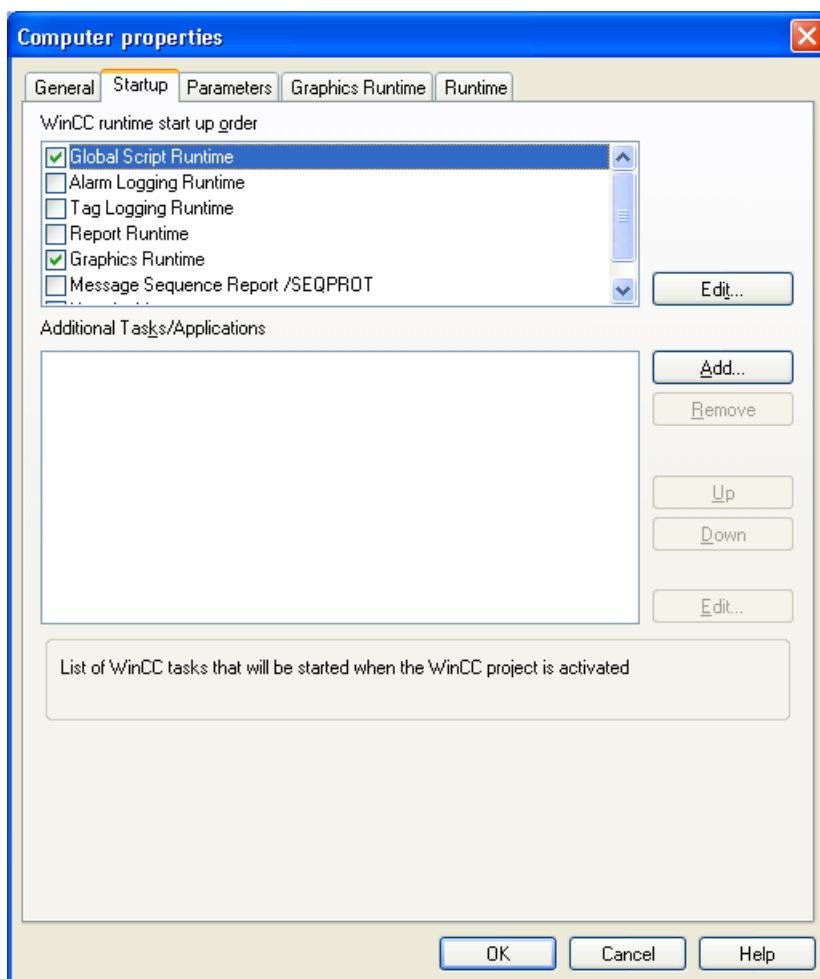 Computer properties
General Startup Parameters Graphics Runtime Runtime
WinCC runtime start up order
Global Script Runtime
Alarm Logging Runtime
Tag Logging Runtime
Report Runtime
Graphics Runtime
Message Sequence Report /SEQPROT
Edit...
Additional Tasks/Applications
Add...
Remove
Up
Down
Edit...
List of WinCC tasks that will be started when the WinCC project is activated
OK Cancel Help